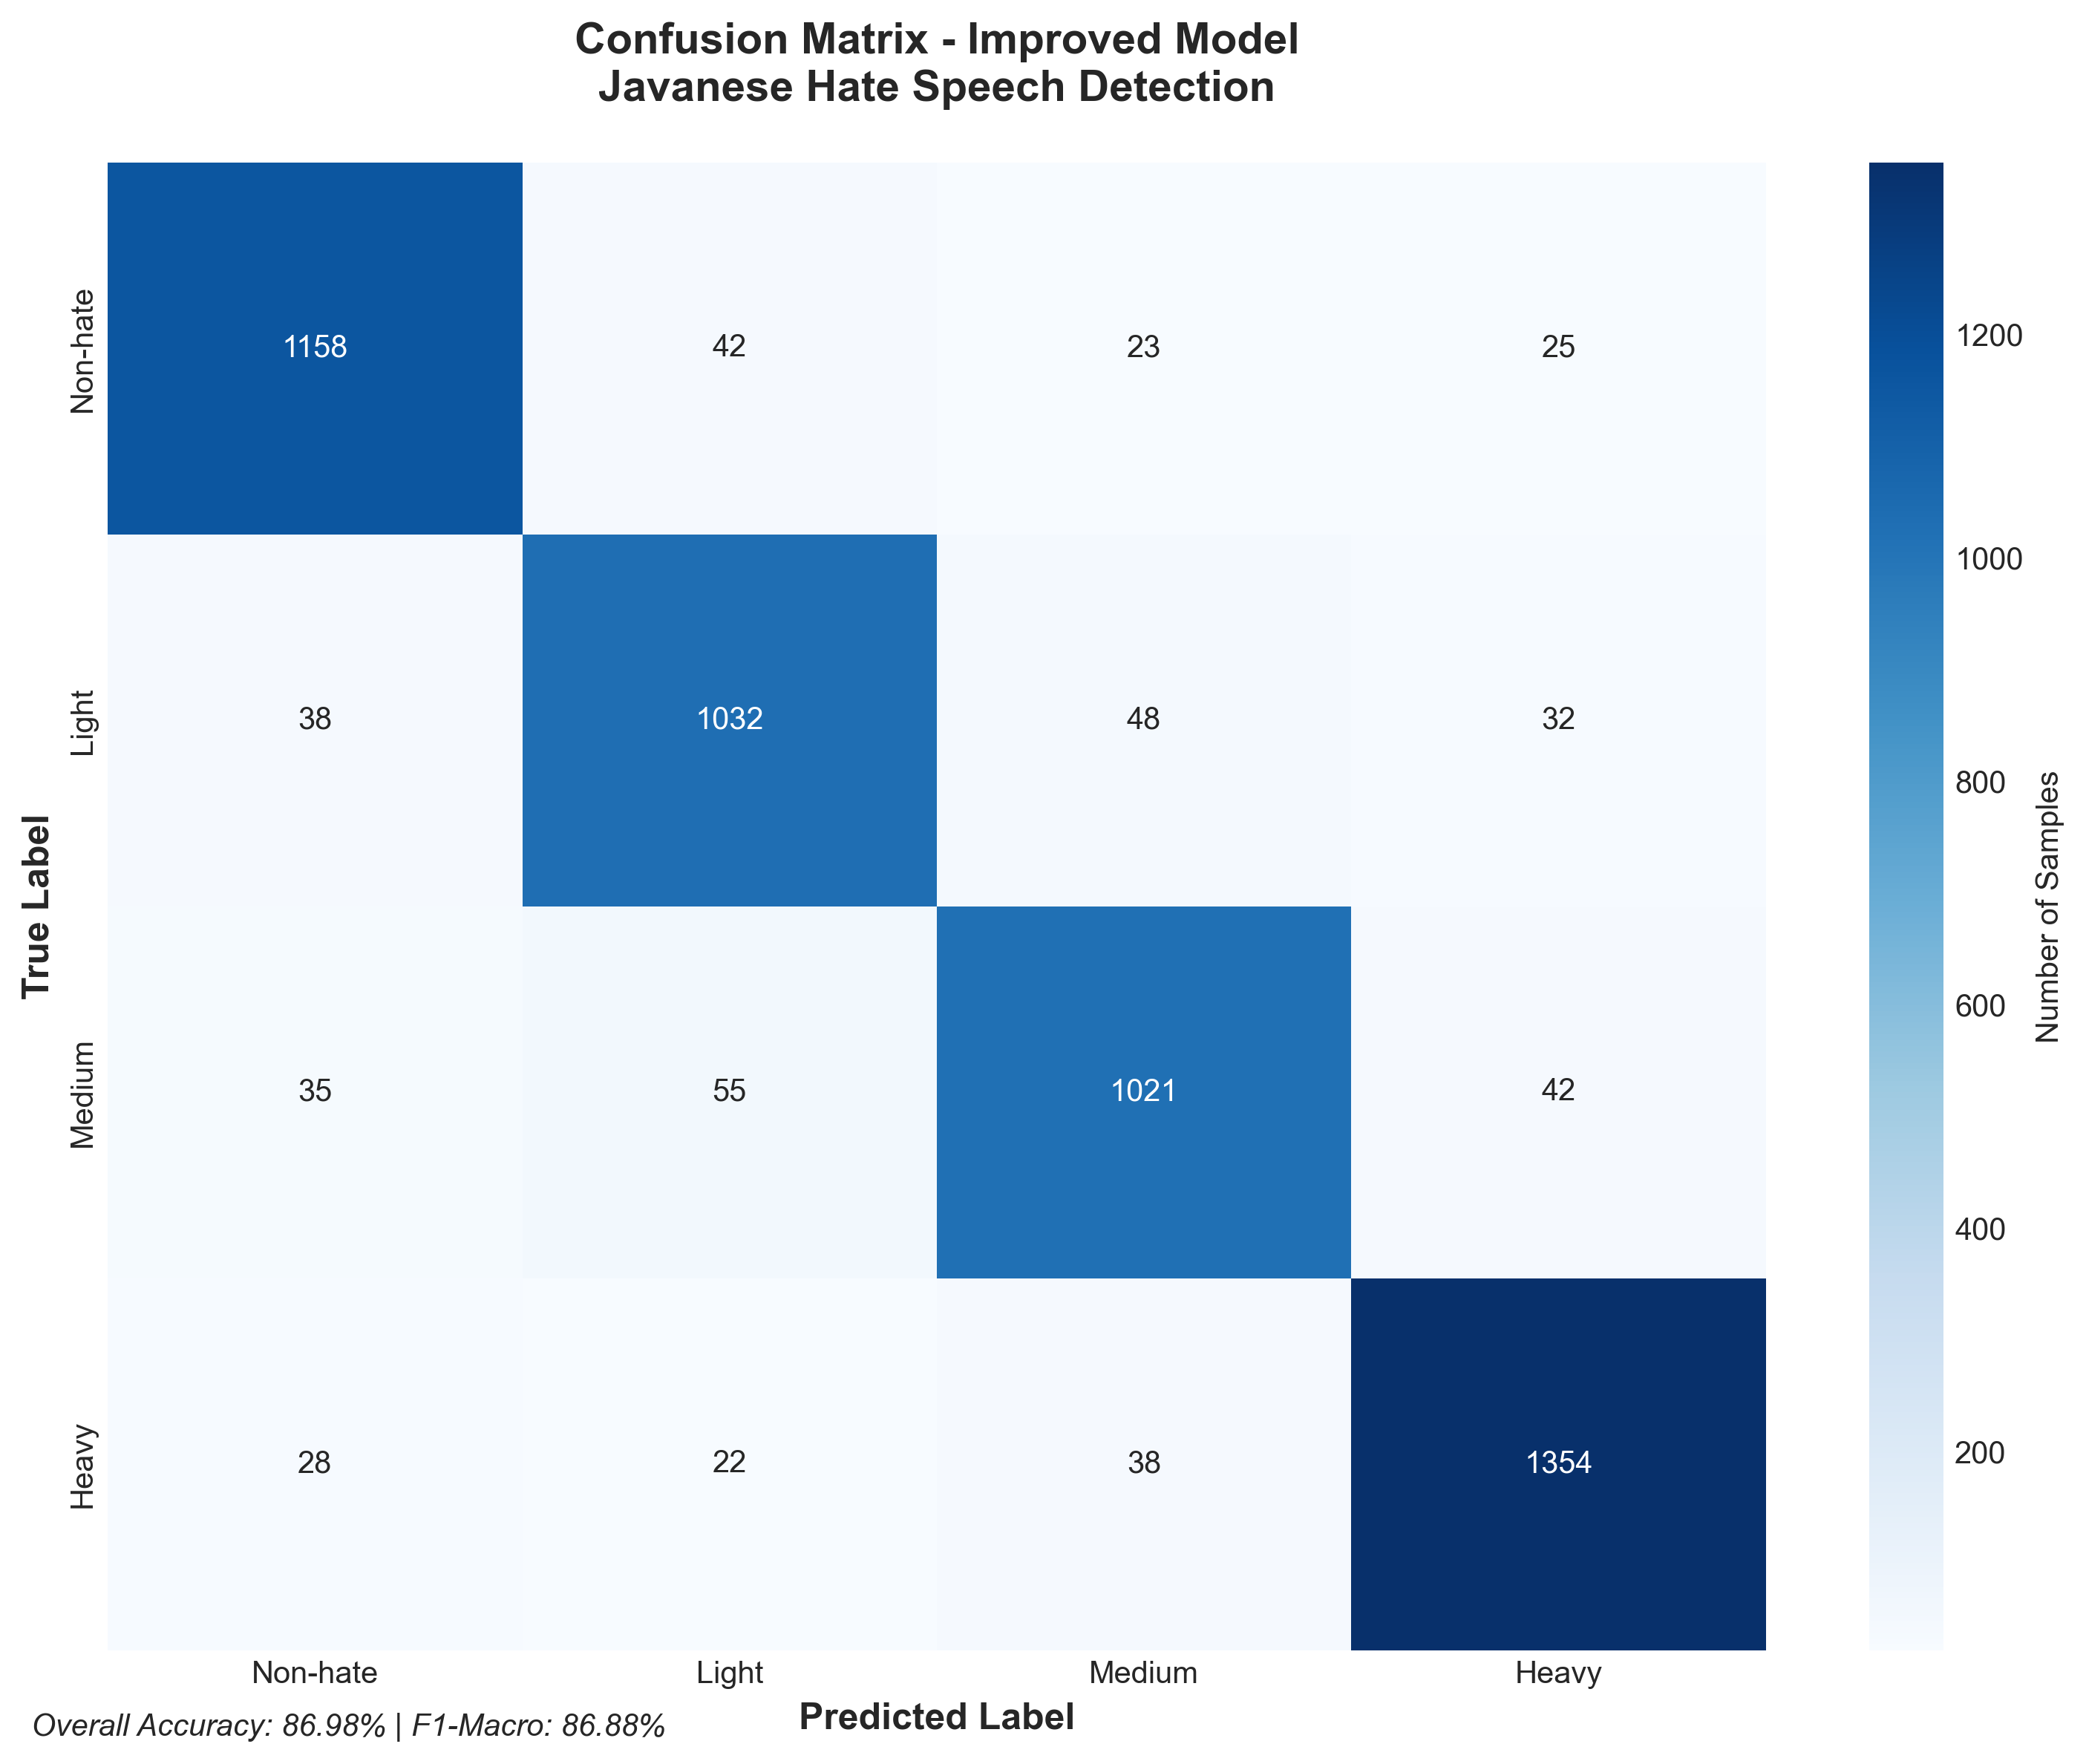 Confusion Matrix - Improved Model
Javanese Hate Speech Detection
True Label
Non-hate
1158 42 23 25
Light
38 1032 48 32
Medium
35 55 1021 42
Heavy
28 22 38 1354
Non-hate Light Medium Heavy
Predicted Label
Overall Accuracy: 86.98% | F1-Macro: 86.88%
1200
1000
800
600
400
200
Number of Samples